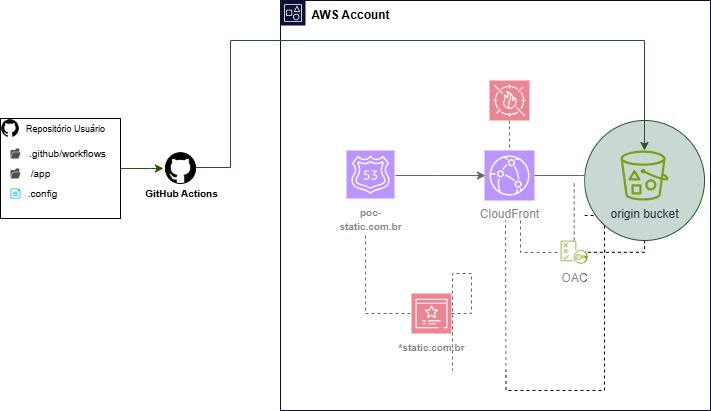 AWS Account
Repositório Usuário
.github/workflows
/app
.config
GitHub Actions
53
poc-
static.com.br
CloudFront
origin bucket
OAC
*static.com.br